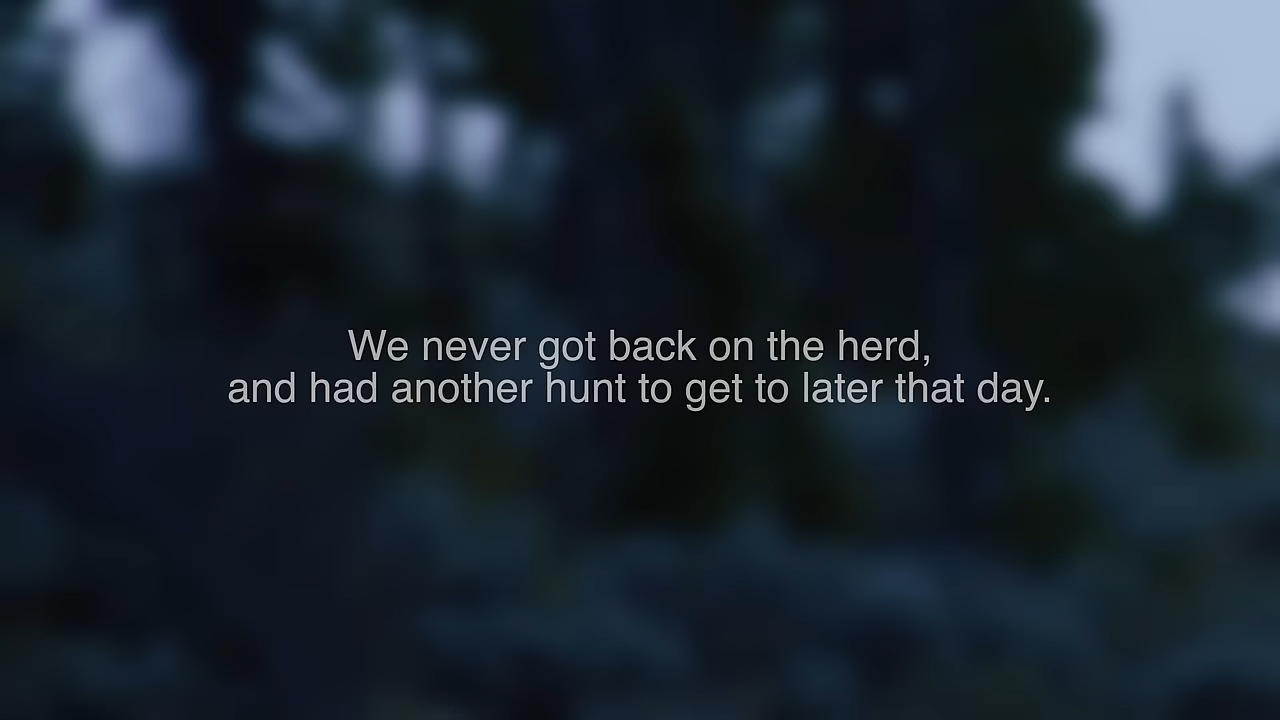 We never got back on the herd,
and had another hunt to get to later that day.